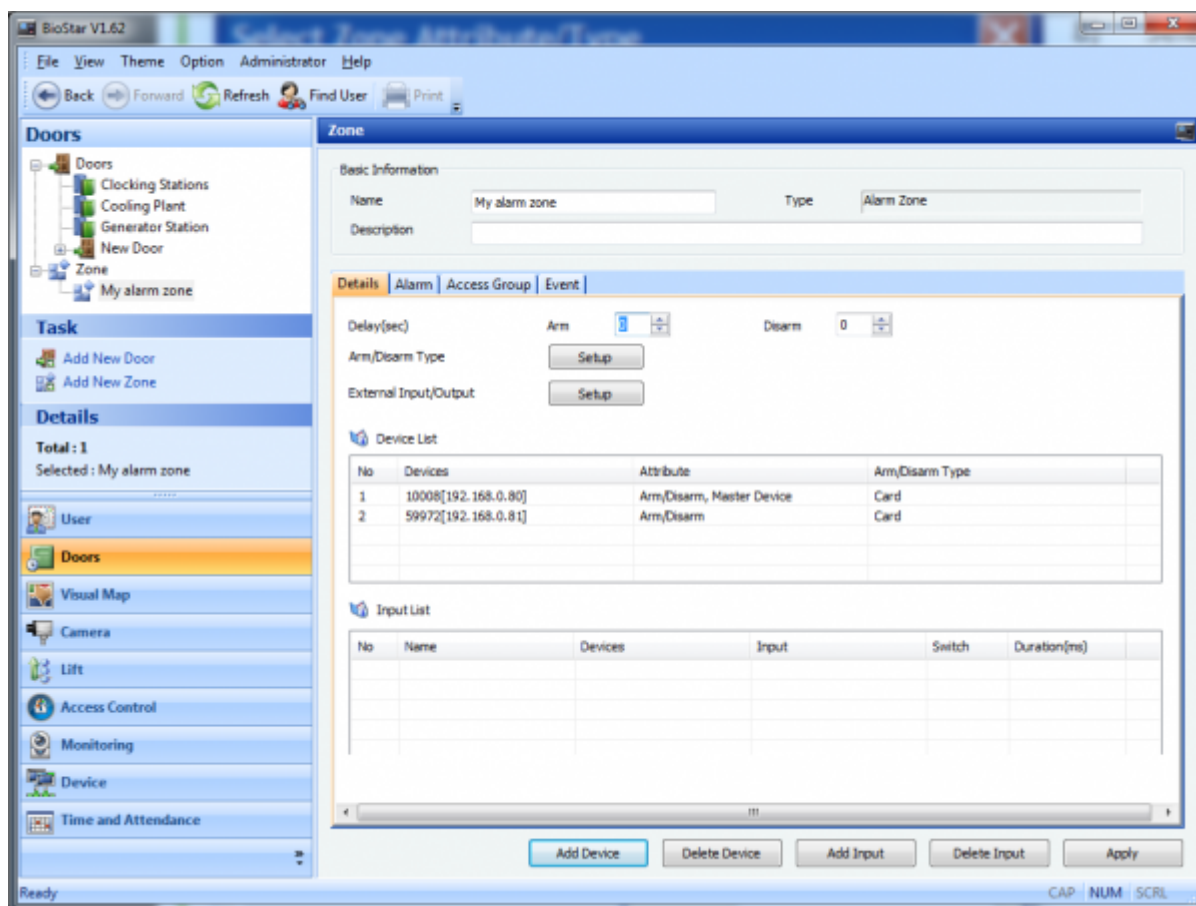 BioStar V1.62
Select Zone Attribute/Type
File View Theme Option Administrator Help
Back Forward Refresh Find User Print
Doors
Doors
Clocking Stations
Cooling Plant
Generator Station
New Door
Zone
My alarm zone
Task
Add New Door
Add New Zone
Details
Total : 1
Selected : My alarm zone
User
Doors
Visual Map
Camera
Lift
Access Control
Monitoring
Device
Time and Attendance
Zone
Basic Information
Name My alarm zone Type Alarm Zone
Description
Details Alarm Access Group Event
Delay(sec) Arm 0 Disarm 0
Arm/Disarm Type Setup
External Input/Output Setup
Device List
No Devices Attribute Arm/Disarm Type
1 10008[192.168.0.80] Arm/Disarm, Master Device Card
2 59972[192.168.0.81] Arm/Disarm Card
Input List
No Name Devices Input Switch Duration(ms)
Add Device Delete Device Add Input Delete Input Apply
Ready CAP NUM SCRL